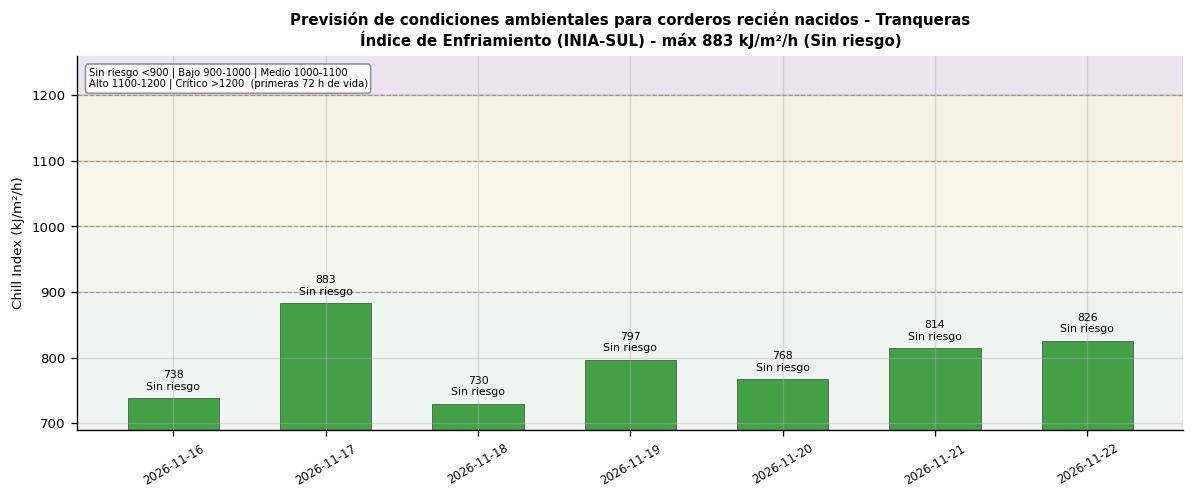 Previsión de condiciones ambientales para corderos recién nacidos - Tranqueras
Índice de Enfriamiento (INIA-SUL) - máx 883 kJ/m²/h (Sin riesgo)
Sin riesgo <900 | Bajo 900-1000 | Medio 1000-1100
Alto 1100-1200 | Crítico >1200  (primeras 72 h de vida)
Chill Index (kJ/m²/h)
1200
1100
1000
900
800
700
738
Sin riesgo
883
Sin riesgo
730
Sin riesgo
797
Sin riesgo
768
Sin riesgo
814
Sin riesgo
826
Sin riesgo
2026-11-16
2026-11-17
2026-11-18
2026-11-19
2026-11-20
2026-11-21
2026-11-22